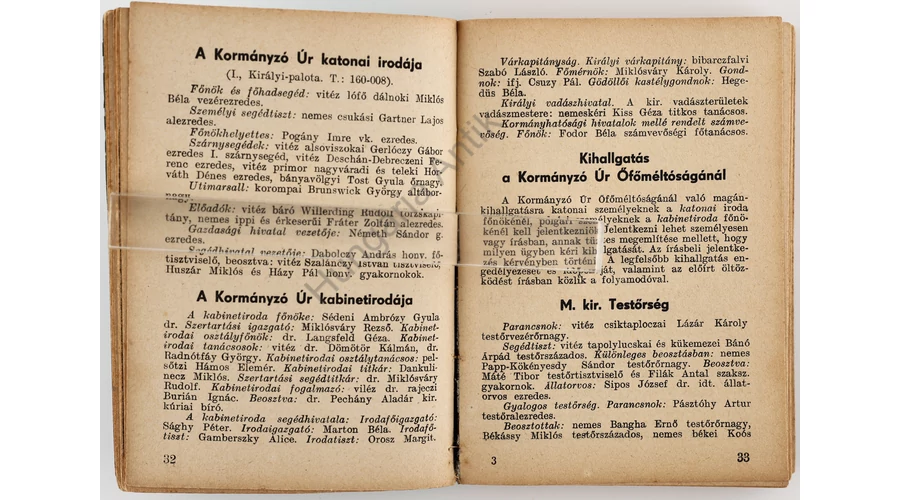 A Kormányzó Úr katonai irodája
(I., Királyi-palota. T.: 160-008).
Főnök és főhadsegéd: vitéz lófő dálnoki Miklós
Béla vezérezredes.
Személyi segédtiszt: nemes csukási Gartner Lajos
alezredes.
Főnökhelyettes: Pogány Imre vk. ezredes.
Szárnysegédek: vitéz alsoviszokai Gerlóczy Gábor
ezredes I. szárnysegéd, vitéz Deschán-Debreczeni Fe-
renc ezredes, vitéz primor nagyváradi és teleki Hor-
váth Dénes ezredes, bányavölgyi Tost Gyula őrnagy.
Utimarsall: korompai Brunswick György altábor-
nagy.
Előadók: vitéz báró Willerding Rudolf törzskapi-
tány, nemes ippi és érkeserűi Fráter Zoltán alezredes.
Gazdasági hivatal vezetője: Németh Sándor g.
ezredes.
Segédhivatal vezetője: Dabolczy András honv. fő-
tisztviselő, beosztva: vitéz Szalánczy István tisztviselő,
Huszár Miklós és Házy Pál honv. gyakornokok.
A Kormányzó Úr kabinetirodája
A kabinetiroda főnöke: Sédeni Ambrózy Gyula
dr. Szertartási igazgató: Miklósváry Rezső. Kabinet-
irodai osztályfőnök: dr. Langsfeld Géza. Kabinet-
irodai tanácsosok: vitéz dr. Dömötör Kálmán, dr.
Radnótfáy György. Kabinetirodai osztálytanácsos: pel-
sőtzi Hámos Elemér. Kabinetirodai titkár: Dankuli-
necz Miklós. Szertartási segédtitkár: dr. Miklósváry
Rudolf. Kabinetirodai fogalmazó: vitéz dr. rajeczi
Burián Ignác. Beosztva: dr. Pechány Aladár kir.
kúriai bíró.
A kabinetiroda segédhivatala: Irodafőigazgató:
Sághy Péter. Irodaigazgató: Marton Béla. Irodafő-
tiszt: Gamberszky Alice. Irodatiszt: Orosz Margit.
32
Várkapitányság. Királyi várkapitány: bibarczfalvi
Szabó László. Főmérnök: Miklósváry Károly. Gond-
nok: ifj. Csuzy Pál. Gödöllői kastélygondnok: Hege-
düs Béla.
Királyi vadászhivatal. A kir. vadászterületek
vadászmestere: nemeskéri Kiss Géza titkos tanácsos.
Kormányhatósági hivatalok mellé rendelt számve-
vőség. Főnök: Fodor Béla számvevőségi főtanácsos.
Kihallgatás
a Kormányzó Úr Őfőméltóságánál
A Kormányzó Úr Őfőméltóságánál való magán-
kihallgatásra katonai személyeknek a katonai iroda
főnökénél, polgári személyeknek a kabinetiroda főnö-
kénél kell jelentkezniök. Jelentkezni lehet személyesen
vagy írásban, annak tü megemlítése mellett, hogy
milyen ügyben kéri kihallgatását. Az írásbeli jelentke-
zés kérvényben történi A legfelsőbb kihallgatás en-
gedélyezését és időpontját, valamint az előírt öltöz-
ködést írásban közlik a folyamodóval.
M. kir. Testőrség
Parancsnok: vitéz csiktaploczai Lázár Károly
testőrvezérőrnagy.
Segédtiszt: vitéz tapolylucskai és kükemezei Bánó
Árpád testőrszázados. Különleges beosztásban: nemes
Papp-Kökényesdy Sándor testőrőrnagy. Beosztva:
Máté Tibor testőrtisztviselő és Filák Antal szaksz.
gyakornok. Állatorvos: Sipos József dr. idt. állat-
orvos ezredes.
Gyalogos testőrség. Parancsnok: Pásztóhy Artur
testőralezredes.
Beosztottak: nemes Bangha Ernő testőrőrnagy,
Békássy Miklós testőrszázados, nemes békei Koós
3
33
Hungaria Antik